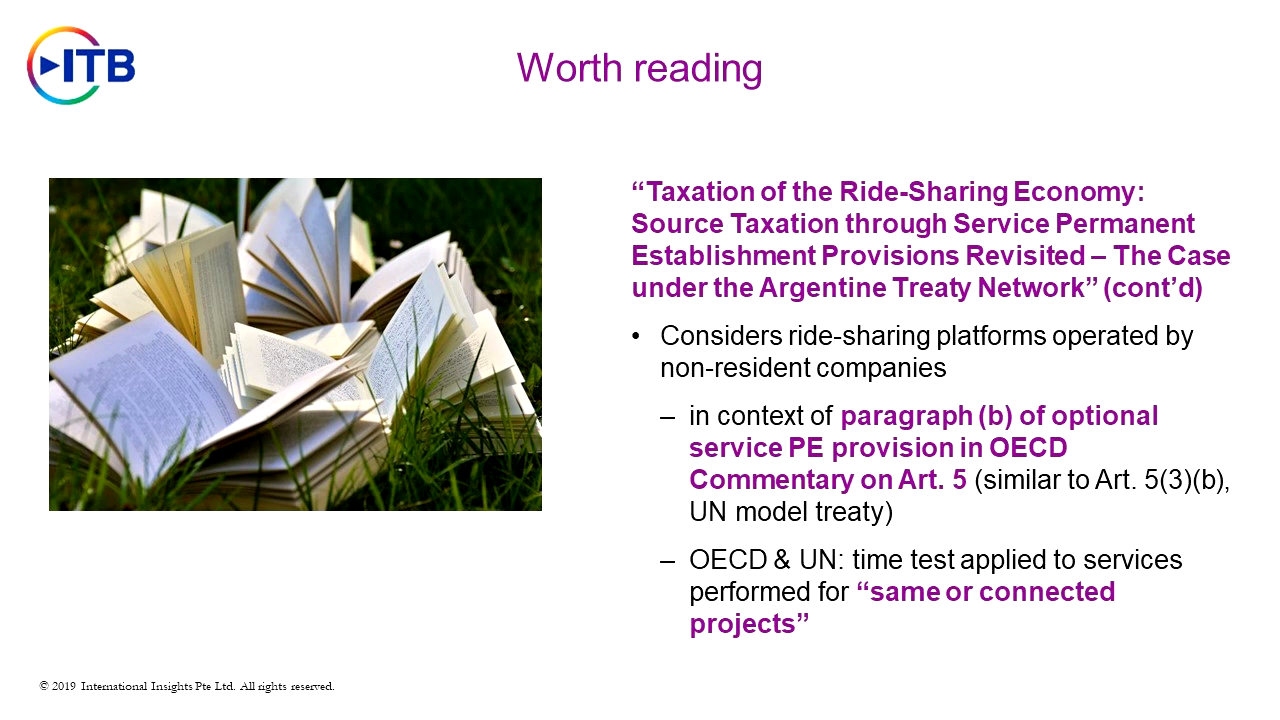 ITB
Worth reading
“Taxation of the Ride-Sharing Economy:
Source Taxation through Service Permanent
Establishment Provisions Revisited – The Case
under the Argentine Treaty Network” (cont’d)
• Considers ride-sharing platforms operated by
non-resident companies
– in context of paragraph (b) of optional
service PE provision in OECD
Commentary on Art. 5 (similar to Art. 5(3)(b),
UN model treaty)
– OECD & UN: time test applied to services
performed for “same or connected
projects”
© 2019 International Insights Pte Ltd. All rights reserved.